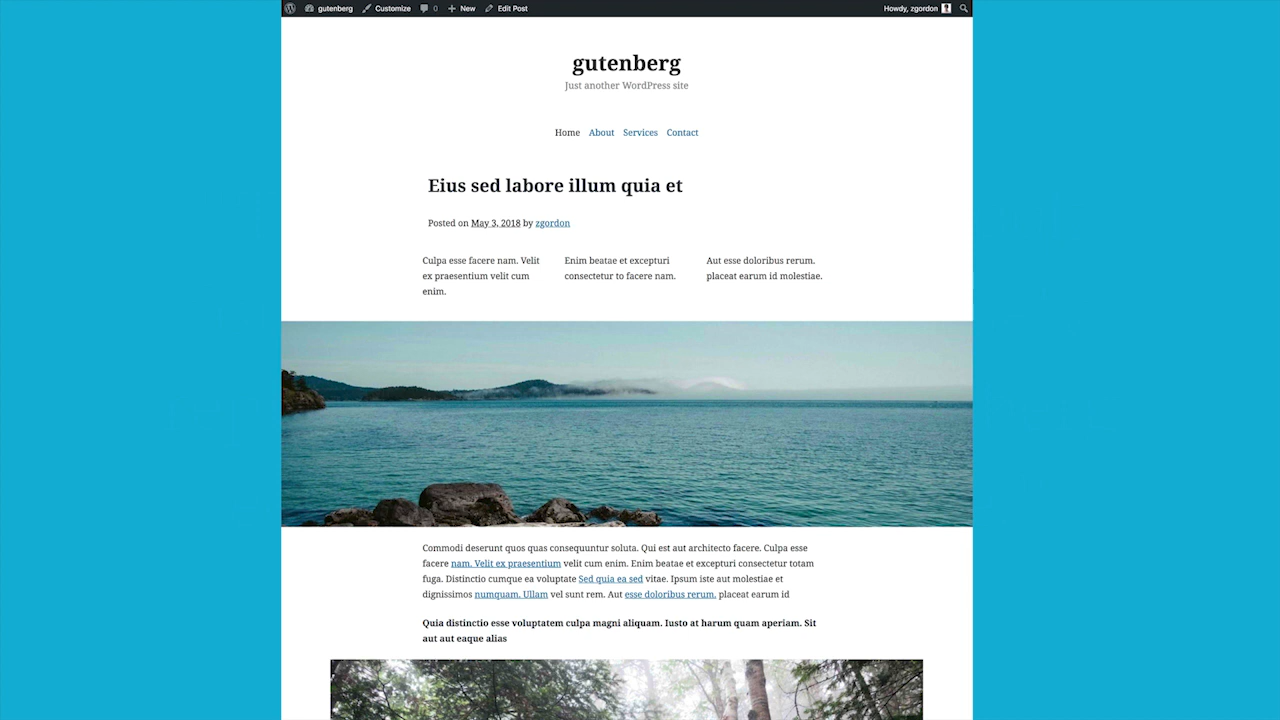 gutenberg Customize 0 New Edit Post Howdy, zgordon
gutenberg
Just another WordPress site
Home About Services Contact
Eius sed labore illum quia et
Posted on May 3, 2018 by zgordon
Culpa esse facere nam. Velit
ex praesentium velit cum
enim.
Enim beatae et excepturi
consectetur to facere nam.
Aut esse doloribus rerum.
placeat earum id molestiae.
Commodi deserunt quos quas consequuntur soluta. Qui est aut architecto facere. Culpa esse
facere nam. Velit ex praesentium velit cum enim. Enim beatae et excepturi consectetur totam
fuga. Distinctio cumque ea voluptate Sed quia ea sed vitae. Ipsum iste aut molestiae et
dignissimos numquam. Ullam vel sunt rem. Aut esse doloribus rerum. placeat earum id
Quia distinctio esse voluptatem culpa magni aliquam. Iusto at harum quam aperiam. Sit
aut aut eaque alias